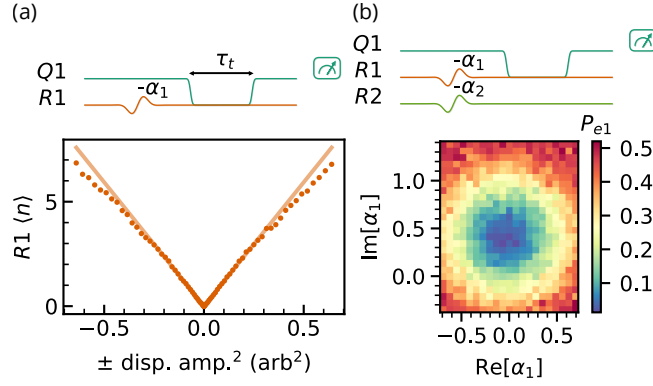 (a)
τt
Q1
-α1
R1
R1 ⟨n⟩
5
0
−0.5
0.0
0.5
± disp. amp.² (arb²)
(b)
Q1
-α1
R1
-α2
R2
Pe1
Im[α1]
1.0
0.5
0.0
−0.5
0.0
0.5
Re[α1]
0.5
0.4
0.3
0.2
0.1